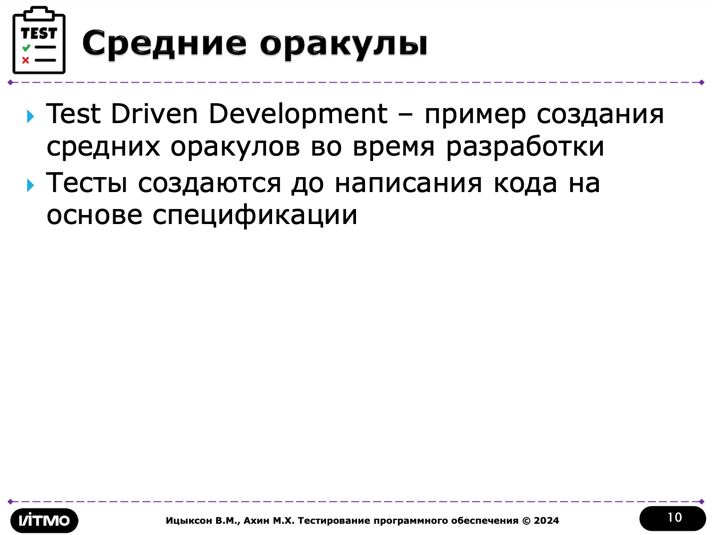 TEST
Средние оракулы
Test Driven Development – пример создания
средних оракулов во время разработки
Тесты создаются до написания кода на
основе спецификации
ИТМО
Ицыксон В.М., Ахин М.Х. Тестирование программного обеспечения © 2024
10